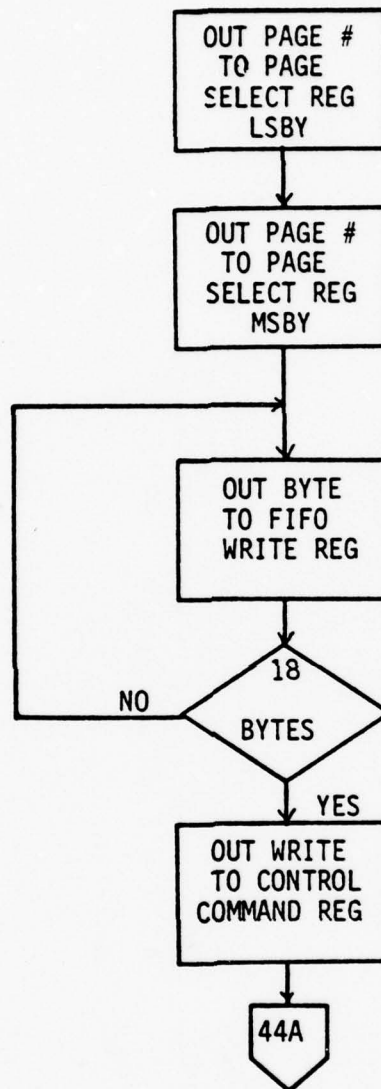 OUT PAGE #
TO PAGE
SELECT REG
LSBY
OUT PAGE #
TO PAGE
SELECT REG
MSBY
OUT BYTE
TO FIFO
WRITE REG
18
BYTES
NO
YES
OUT WRITE
TO CONTROL
COMMAND REG
44A